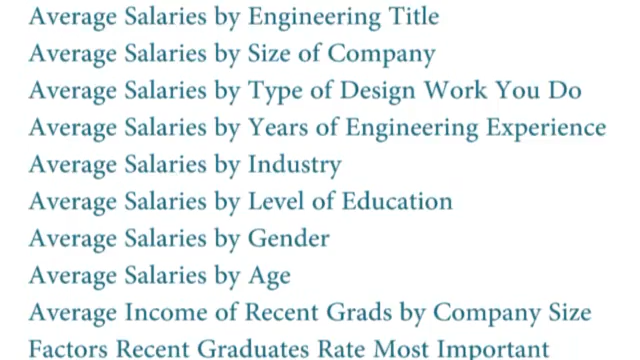 Average Salaries by Engineering Title
Average Salaries by Size of Company
Average Salaries by Type of Design Work You Do
Average Salaries by Years of Engineering Experience
Average Salaries by Industry
Average Salaries by Level of Education
Average Salaries by Gender
Average Salaries by Age
Average Income of Recent Grads by Company Size
Factors Recent Graduates Rate Most Important